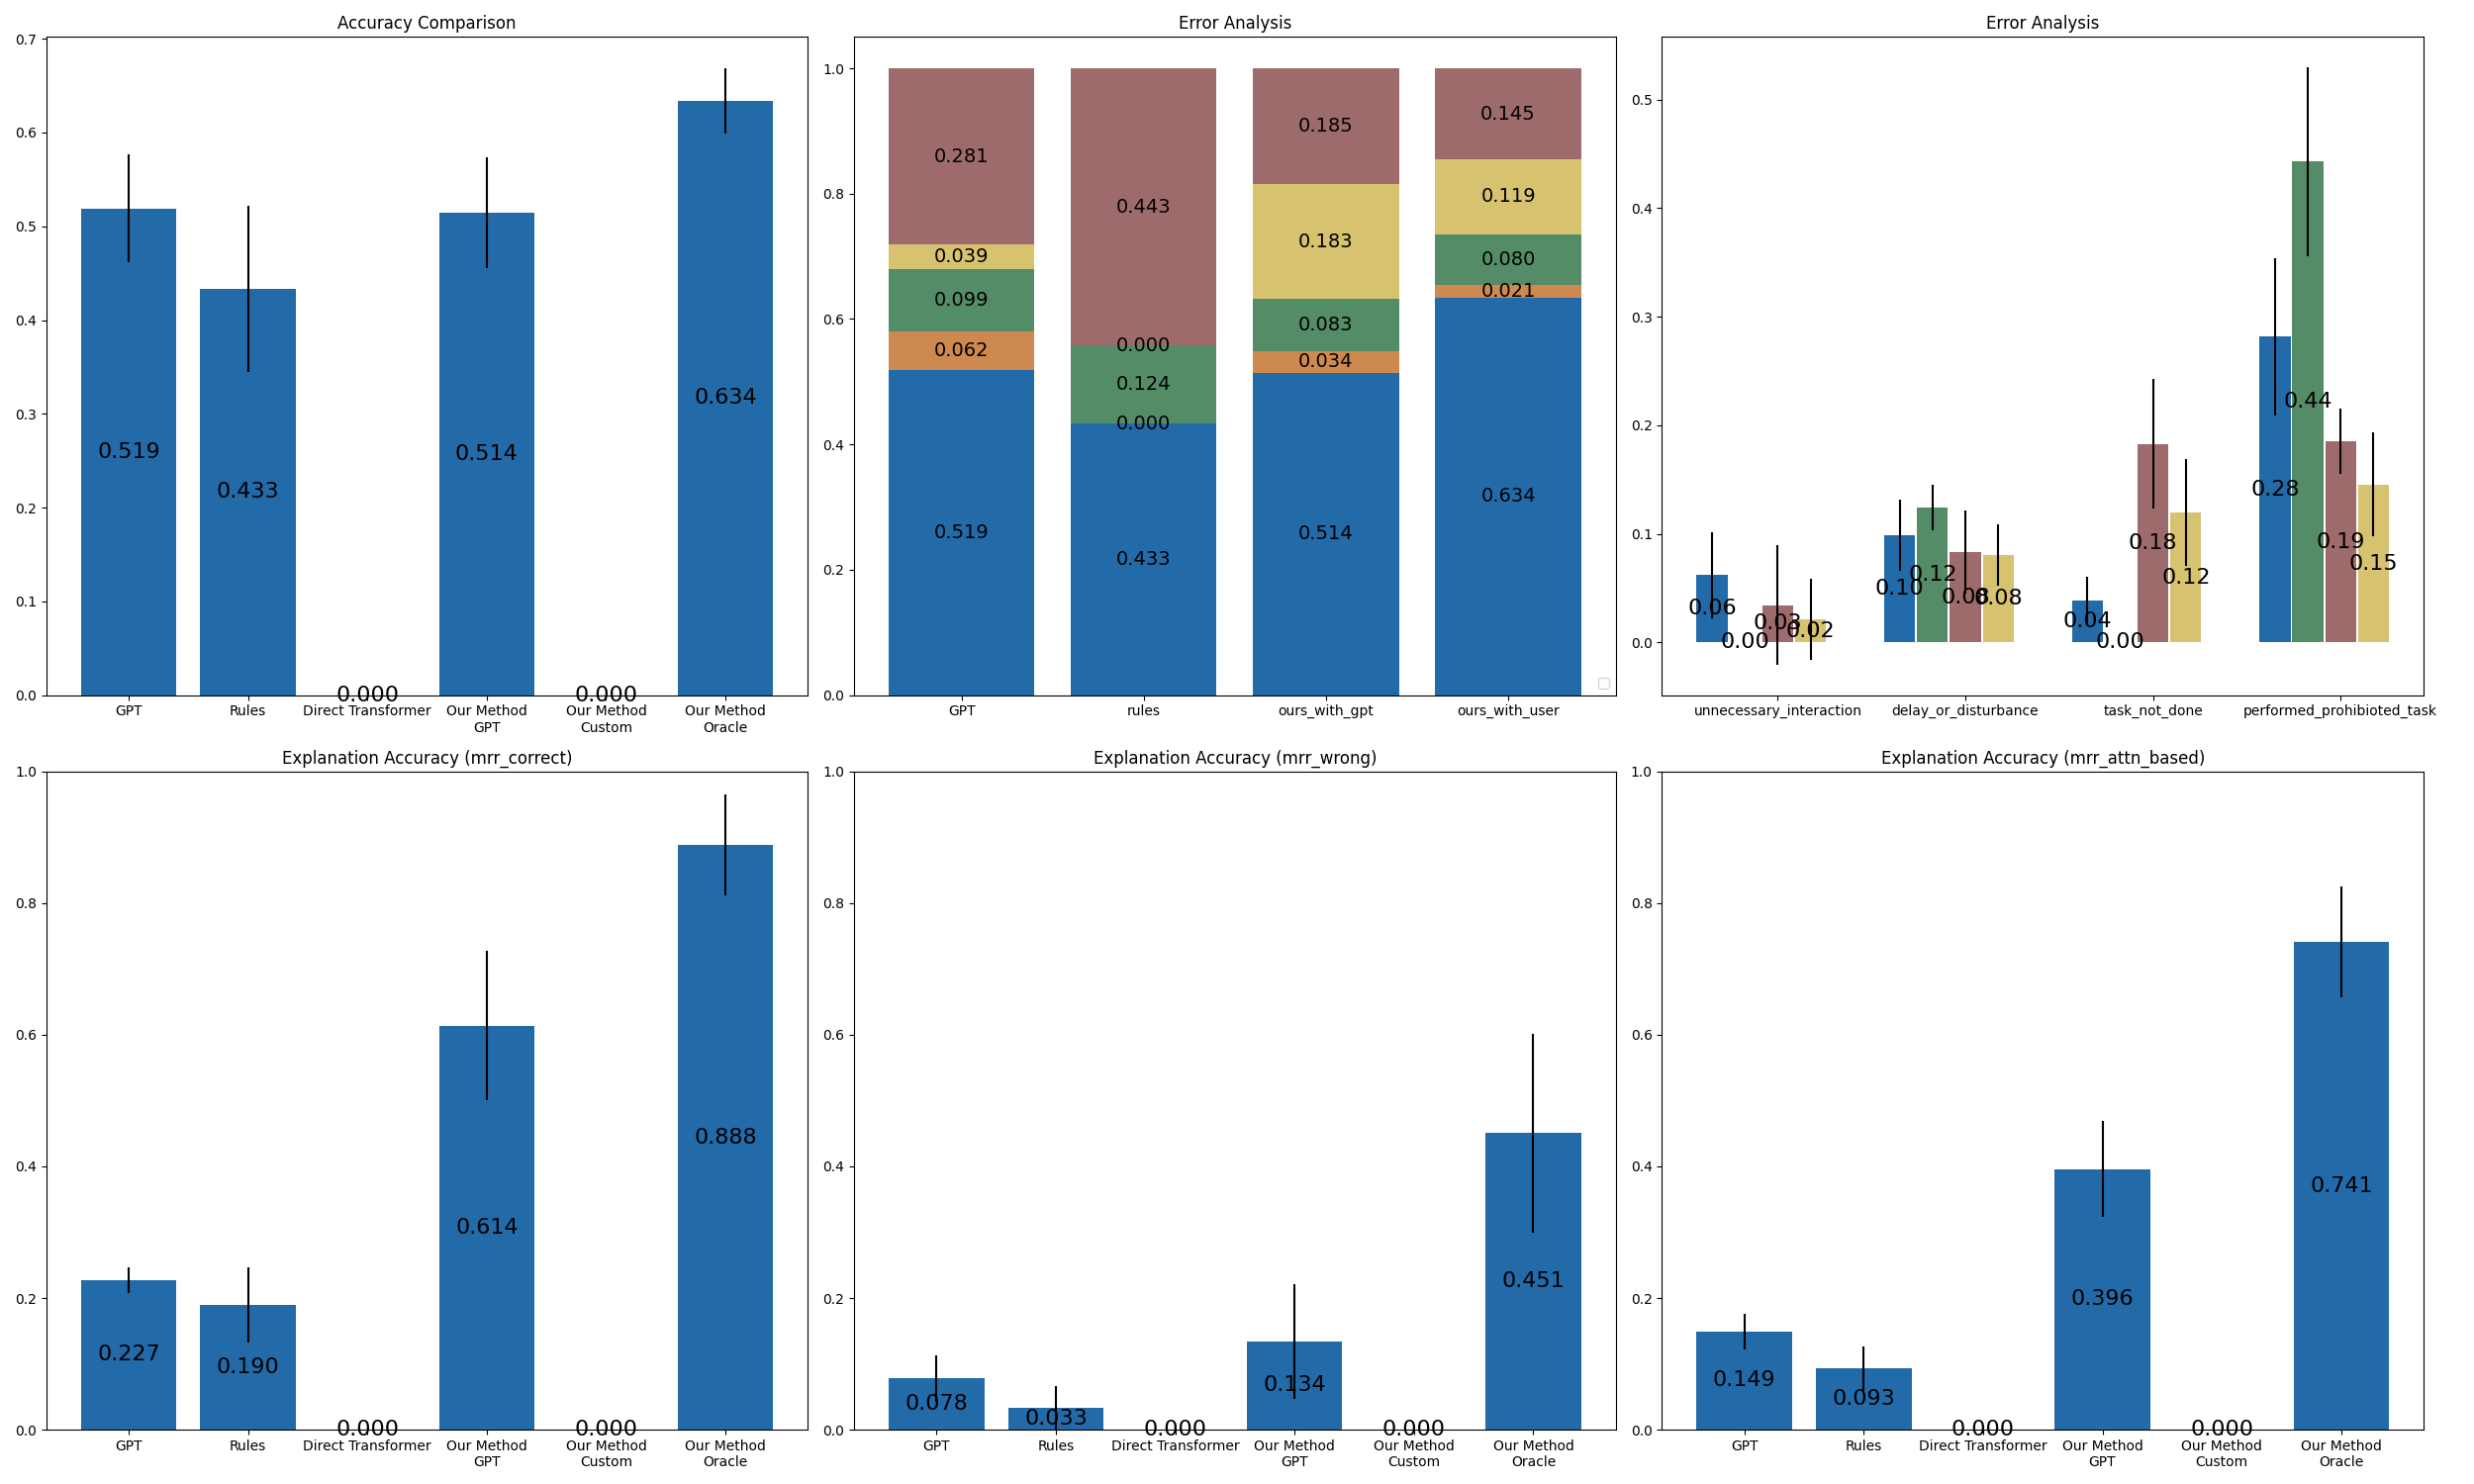 Accuracy Comparison
0.7
0.6
0.5
0.4
0.3
0.2
0.1
0.0
0.519
0.433
0.000
0.514
0.000
0.634
GPT
Rules
Direct Transformer
Our Method
GPT
Our Method
Custom
Our Method
Oracle
Error Analysis
1.0
0.8
0.6
0.4
0.2
0.0
0.281
0.039
0.099
0.062
0.519
0.443
0.000
0.124
0.000
0.433
0.185
0.183
0.083
0.034
0.514
0.145
0.119
0.080
0.021
0.634
GPT
rules
ours_with_gpt
ours_with_user
Error Analysis
0.5
0.4
0.3
0.2
0.1
0.0
0.06
0.00
0.03
0.02
0.10
0.12
0.08
0.08
0.04
0.00
0.18
0.12
0.28
0.44
0.19
0.15
unnecessary_interaction
delay_or_disturbance
task_not_done
performed_prohibioted_task
Explanation Accuracy (mrr_correct)
1.0
0.8
0.6
0.4
0.2
0.0
0.227
0.190
0.000
0.614
0.000
0.888
GPT
Rules
Direct Transformer
Our Method
GPT
Our Method
Custom
Our Method
Oracle
Explanation Accuracy (mrr_wrong)
1.0
0.8
0.6
0.4
0.2
0.0
0.078
0.033
0.000
0.134
0.000
0.451
GPT
Rules
Direct Transformer
Our Method
GPT
Our Method
Custom
Our Method
Oracle
Explanation Accuracy (mrr_attn_based)
1.0
0.8
0.6
0.4
0.2
0.0
0.149
0.093
0.000
0.396
0.000
0.741
GPT
Rules
Direct Transformer
Our Method
GPT
Our Method
Custom
Our Method
Oracle